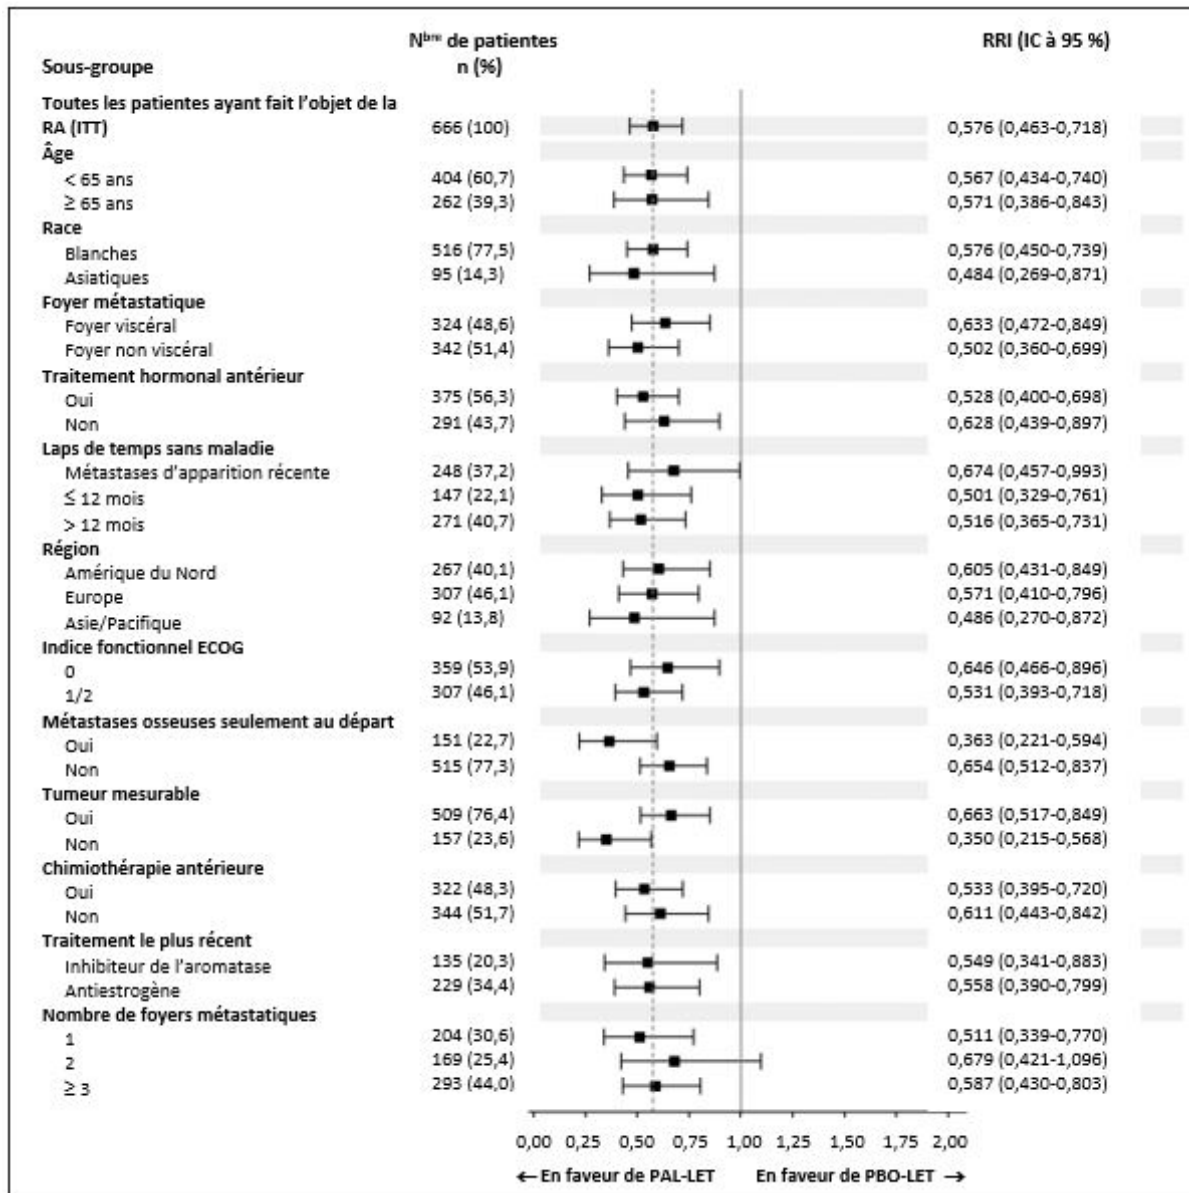 Sous-groupe Nbre de patientes n (%) RRI (IC à 95 %)
Toutes les patientes ayant fait l'objet de la
RA (ITT) 666 (100) 0,576 (0,463-0,718)
Âge
< 65 ans 404 (60,7) 0,567 (0,434-0,740)
≥ 65 ans 262 (39,3) 0,571 (0,386-0,843)
Race
Blanches 516 (77,5) 0,576 (0,450-0,739)
Asiatiques 95 (14,3) 0,484 (0,269-0,871)
Foyer métastatique
Foyer viscéral 324 (48,6) 0,633 (0,472-0,849)
Foyer non viscéral 342 (51,4) 0,502 (0,360-0,699)
Traitement hormonal antérieur
Oui 375 (56,3) 0,528 (0,400-0,698)
Non 291 (43,7) 0,628 (0,439-0,897)
Laps de temps sans maladie
Métastases d'apparition récente 248 (37,2) 0,674 (0,457-0,993)
≤ 12 mois 147 (22,1) 0,501 (0,329-0,761)
> 12 mois 271 (40,7) 0,516 (0,365-0,731)
Région
Amérique du Nord 267 (40,1) 0,605 (0,431-0,849)
Europe 307 (46,1) 0,571 (0,410-0,796)
Asie/Pacifique 92 (13,8) 0,486 (0,270-0,872)
Indice fonctionnel ECOG
0 359 (53,9) 0,646 (0,466-0,896)
1/2 307 (46,1) 0,531 (0,393-0,718)
Métastases osseuses seulement au départ
Oui 151 (22,7) 0,363 (0,221-0,594)
Non 515 (77,3) 0,654 (0,512-0,837)
Tumeur mesurable
Oui 509 (76,4) 0,663 (0,517-0,849)
Non 157 (23,6) 0,350 (0,215-0,568)
Chimiothérapie antérieure
Oui 322 (48,3) 0,533 (0,395-0,720)
Non 344 (51,7) 0,611 (0,443-0,842)
Traitement le plus récent
Inhibiteur de l'aromatase 135 (20,3) 0,549 (0,341-0,883)
Antiestrogène 229 (34,4) 0,558 (0,390-0,799)
Nombre de foyers métastatiques
1 204 (30,6) 0,511 (0,339-0,770)
2 169 (25,4) 0,679 (0,421-1,096)
≥ 3 293 (44,0) 0,587 (0,430-0,803)
0,00 0,25 0,50 0,75 1,00 1,25 1,50 1,75 2,00
← En faveur de PAL-LET En faveur de PBO-LET →